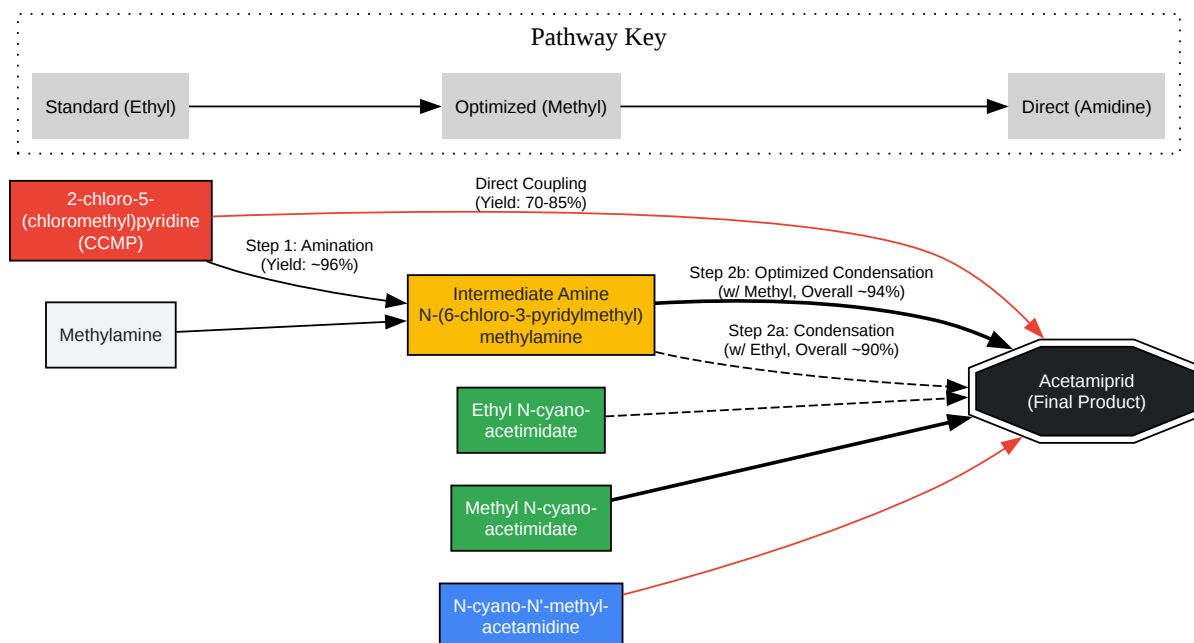 Pathway Key
Standard (Ethyl)
Optimized (Methyl)
Direct (Amidine)
2-chloro-5-
(chloromethyl)pyridine
(CCMP)
Direct Coupling
(Yield: 70-85%)
Step 1: Amination
(Yield: ~96%)
Methylamine
Intermediate Amine
N-(6-chloro-3-pyridylmethyl)
methylamine
Step 2b: Optimized Condensation
(w/ Methyl, Overall ~94%)
Step 2a: Condensation
(w/ Ethyl, Overall ~90%)
Ethyl N-cyano-
acetimidate
Acetamiprid
(Final Product)
Methyl N-cyano-
acetimidate
N-cyano-N'-methyl-
acetamidine